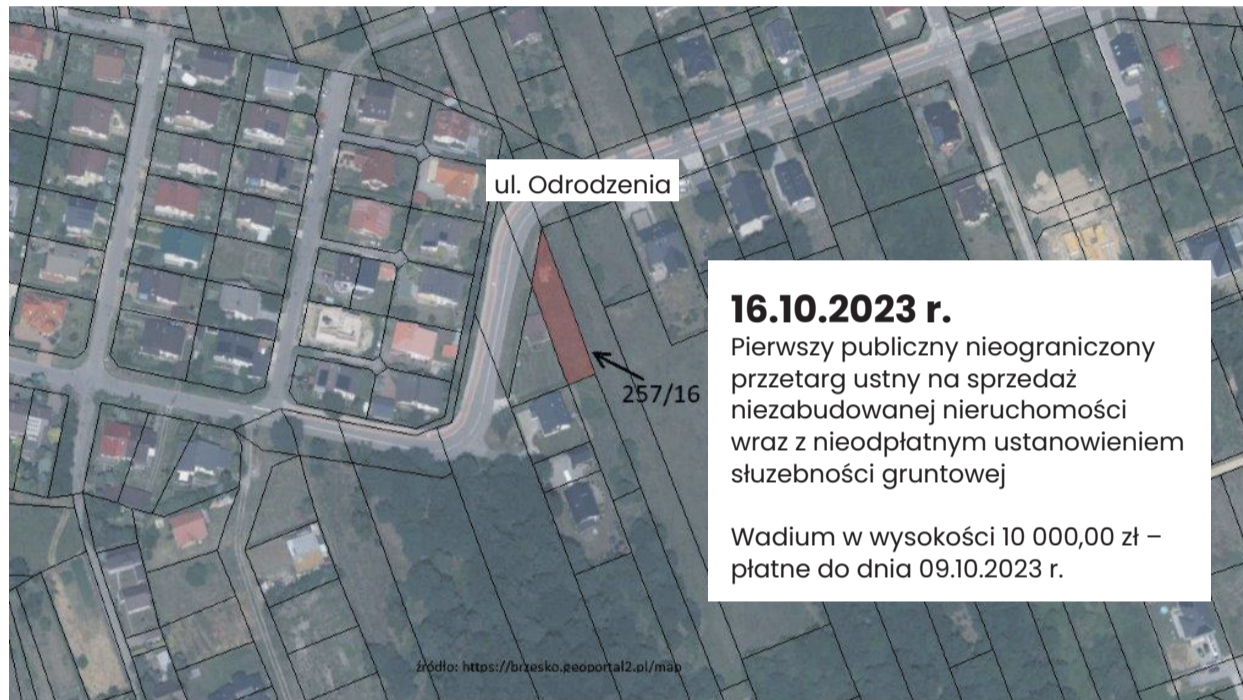 ul. Odrodzenia
257/16
16.10.2023 r.
Pierwszy publiczny nieograniczony
przzetarg ustny na sprzedaż
niezabudowanej nieruchomości
wraz z nieodpłatnym ustanowieniem
słuzebności gruntowej
Wadium w wysokości 10 000,00 zł –
płatne do dnia 09.10.2023 r.
źródło: https://brzesko.geoportal2.pl/map